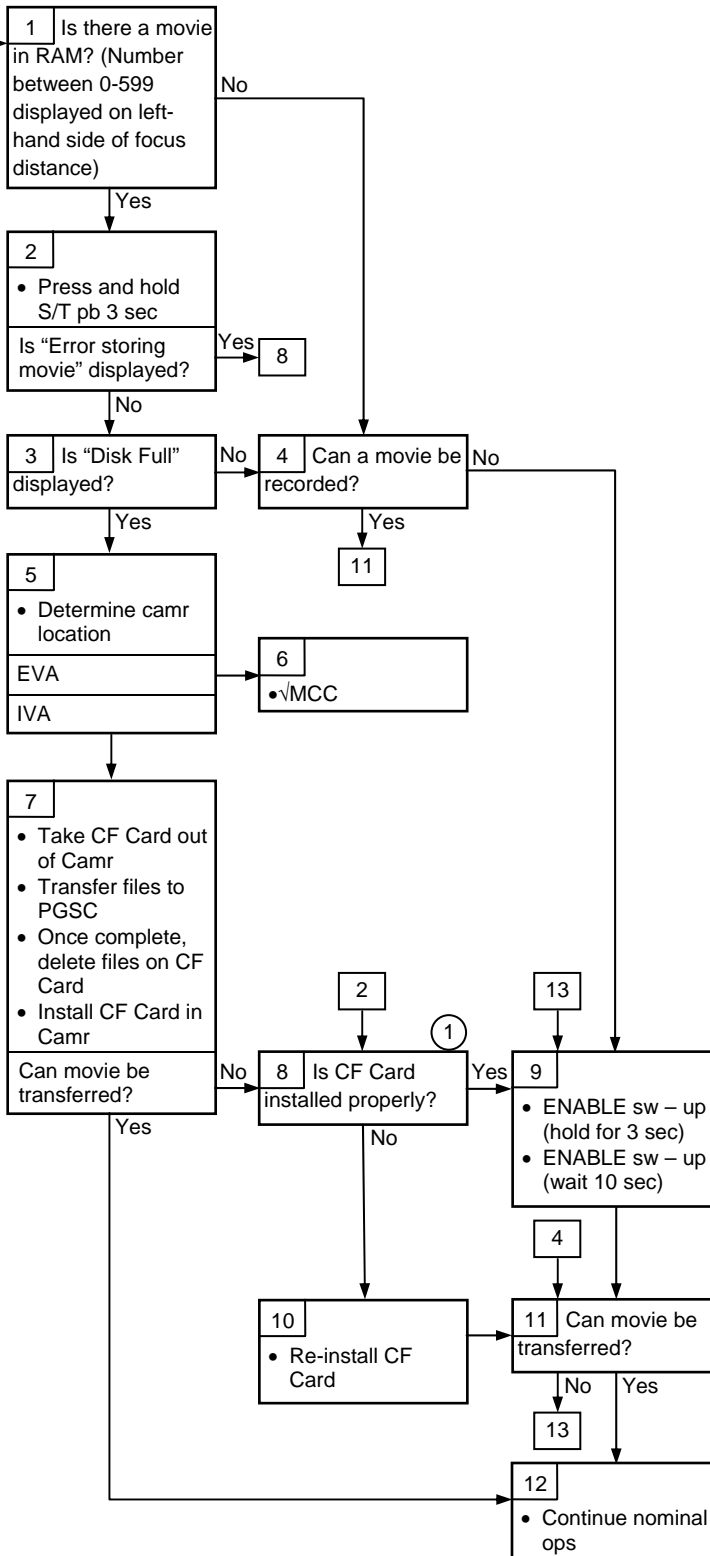 1 Is there a movie
in RAM? (Number
between 0-599
displayed on left-
hand side of focus
distance)
No
Yes
2
• Press and hold
S/T pb 3 sec
Is “Error storing
movie” displayed?
Yes
8
No
3 Is “Disk Full”
displayed?
No
4 Can a movie be
recorded?
No
Yes
Yes
11
5
• Determine camr
location
EVA
IVA
6
•√MCC
7
• Take CF Card out
of Camr
• Transfer files to
PGSC
• Once complete,
delete files on CF
Card
• Install CF Card in
Camr
Can movie be
transferred?
No
Yes
2
1
13
8 Is CF Card
installed properly?
Yes
No
9
• ENABLE sw – up
(hold for 3 sec)
• ENABLE sw – up
(wait 10 sec)
4
10
• Re-install CF
Card
11 Can movie be
transferred?
No
Yes
13
12
• Continue nominal
ops